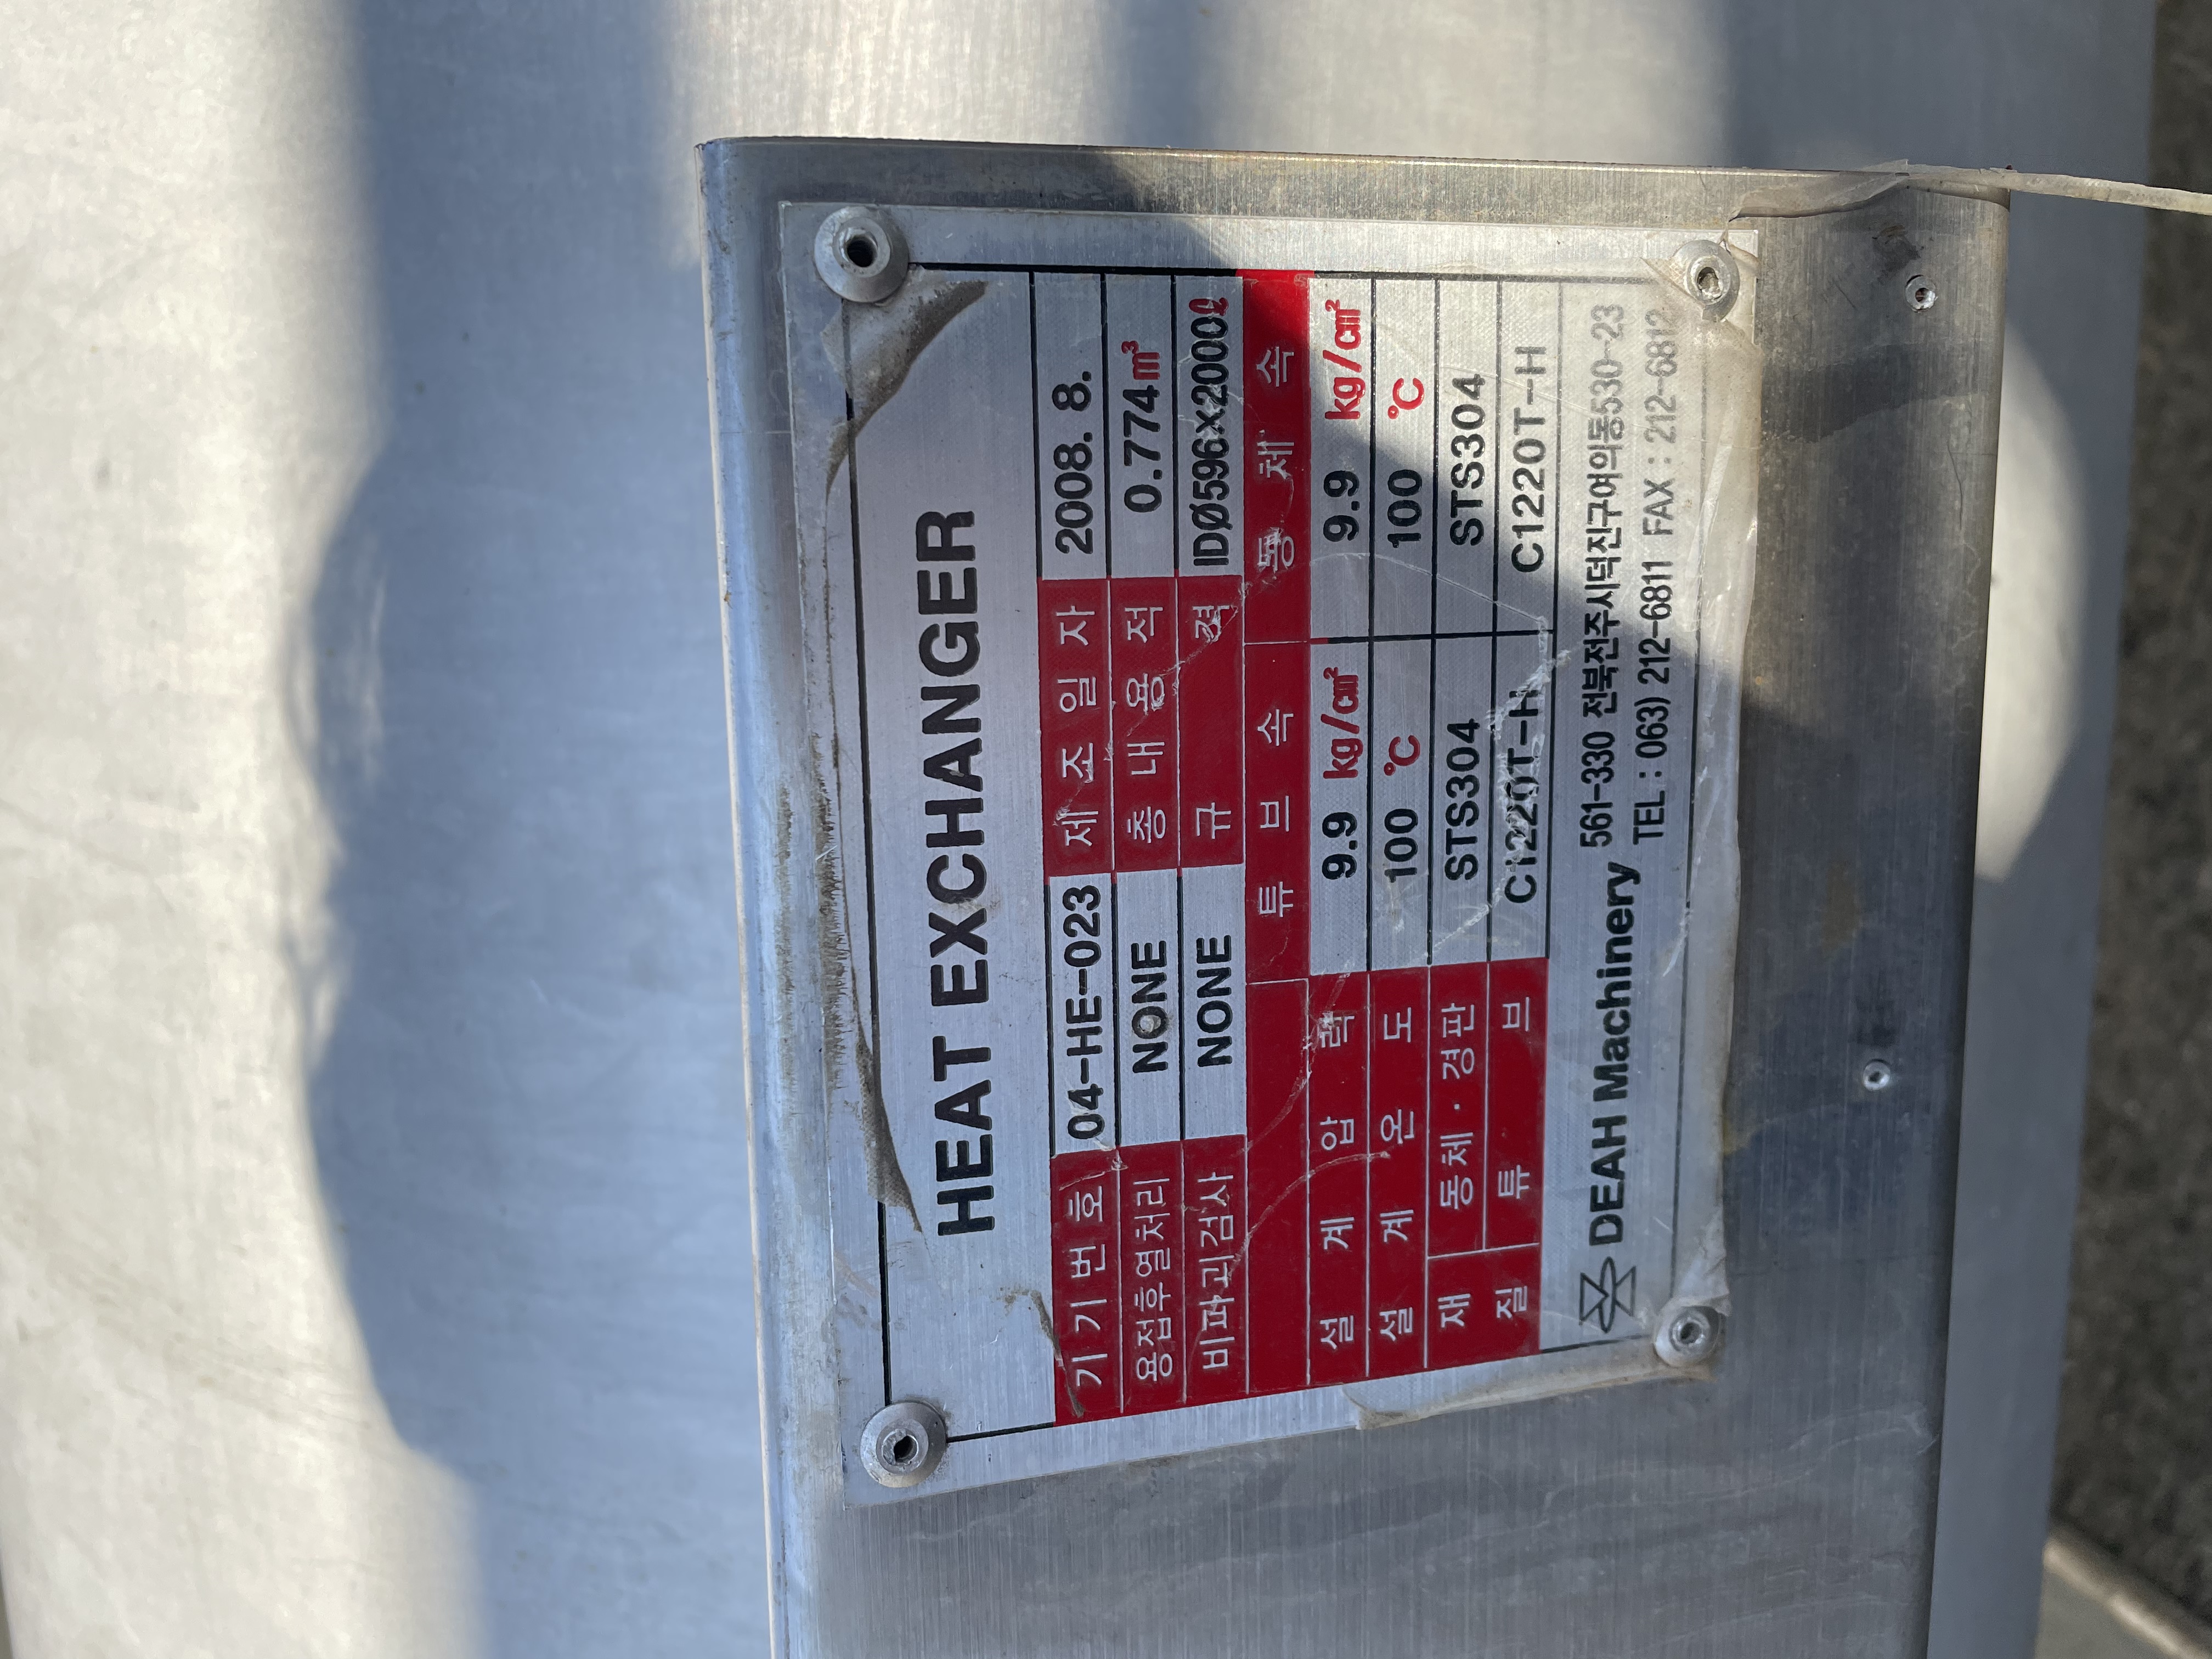 HEAT EXCHANGER
기기번호 04-HE-023 제조일자 2008. 8.
용접후열처리 NONE 총내용적 0.774㎥
비파괴검사 NONE 규격 IDØ596X2000ℓ
튜브속 동체속
설계압력 9.9 kg/㎠ 9.9 kg/㎠
설계온도 100 ℃ 100 ℃
재질 동체·경판 STS304 STS304
튜브 C1220T-H C1220T-H
DEAH Machinery 561-330 전북전주시덕진구여의동530-23
TEL : 063) 212-6811 FAX : 212-6812